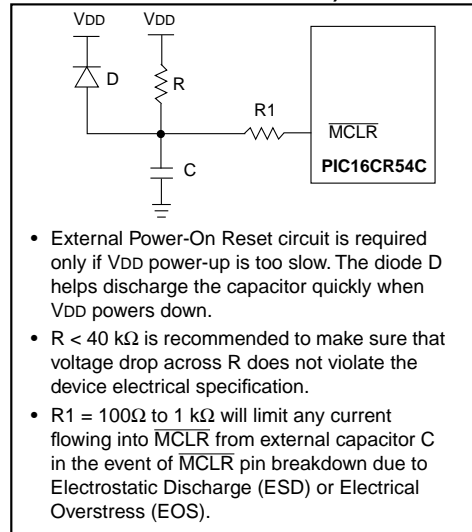 VDD VDD
D
R
R1
MCLR
PIC16CR54C
C
• External Power-On Reset circuit is required
only if VDD power-up is too slow. The diode D
helps discharge the capacitor quickly when
VDD powers down.
• R < 40 kΩ is recommended to make sure that
voltage drop across R does not violate the
device electrical specification.
• R1 = 100Ω to 1 kΩ will limit any current
flowing into MCLR from external capacitor C
in the event of MCLR pin breakdown due to
Electrostatic Discharge (ESD) or Electrical
Overstress (EOS).